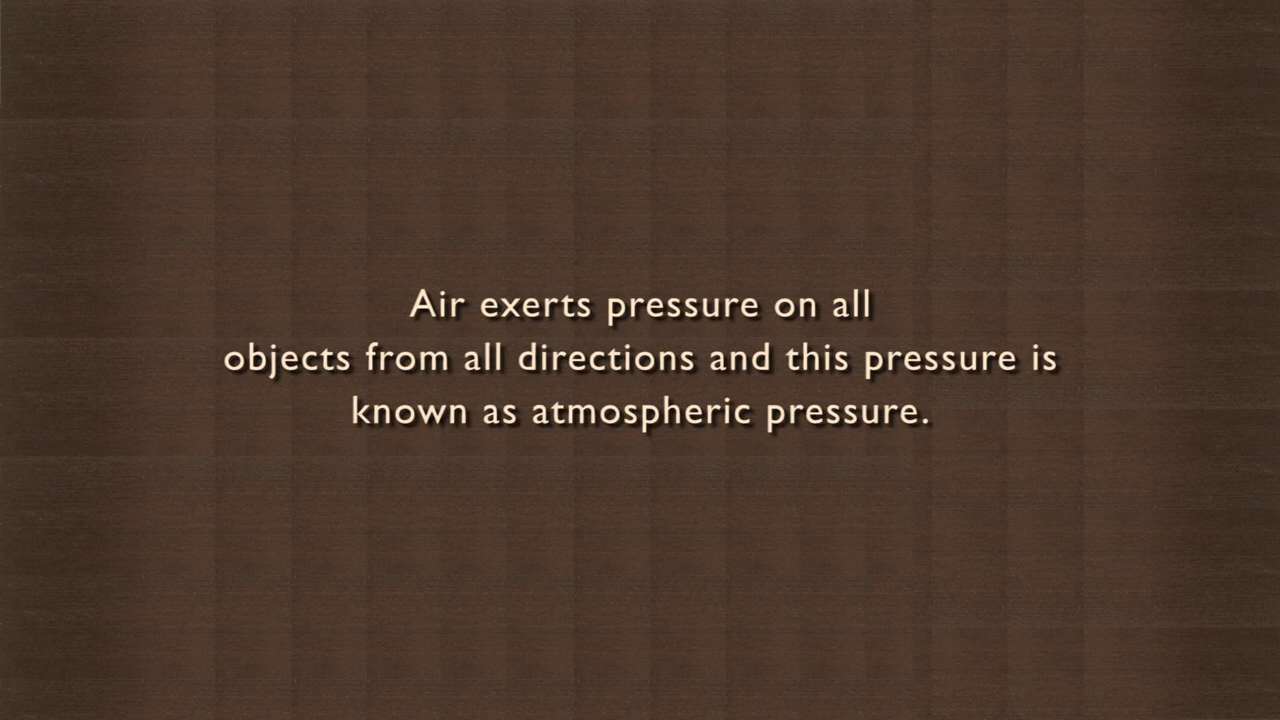 Air exerts pressure on all
objects from all directions and this pressure is
known as atmospheric pressure.